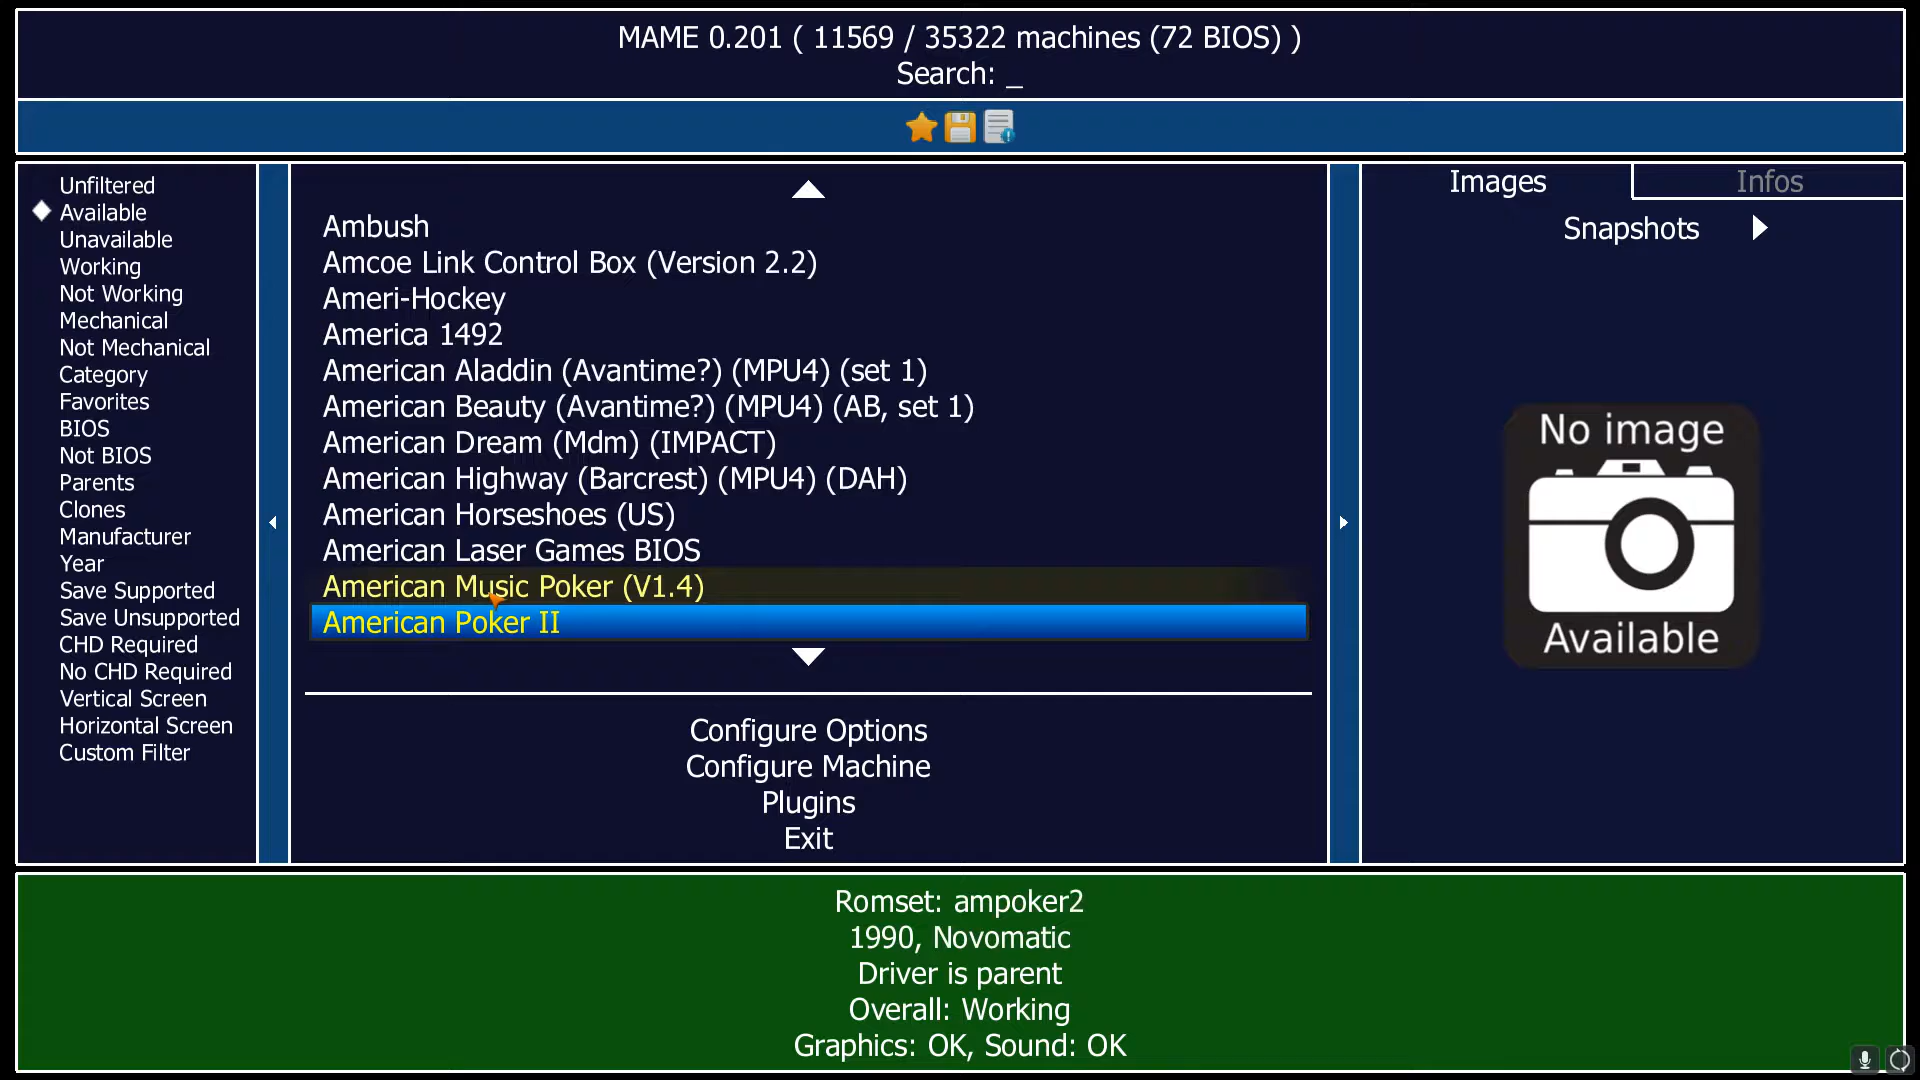 MAME 0.201 ( 11569 / 35322 machines (72 BIOS) )
Search: _
Unfiltered
Available
Unavailable
Working
Not Working
Mechanical
Not Mechanical
Category
Favorites
BIOS
Not BIOS
Parents
Clones
Manufacturer
Year
Save Supported
Save Unsupported
CHD Required
No CHD Required
Vertical Screen
Horizontal Screen
Custom Filter
Ambush
Amcoe Link Control Box (Version 2.2)
Ameri-Hockey
America 1492
American Aladdin (Avantime?) (MPU4) (set 1)
American Beauty (Avantime?) (MPU4) (AB, set 1)
American Dream (Mdm) (IMPACT)
American Highway (Barcrest) (MPU4) (DAH)
American Horseshoes (US)
American Laser Games BIOS
American Music Poker (V1.4)
American Poker II
Configure Options
Configure Machine
Plugins
Exit
Images
Infos
Snapshots
No image
Available
Romset: ampoker2
1990, Novomatic
Driver is parent
Overall: Working
Graphics: OK, Sound: OK